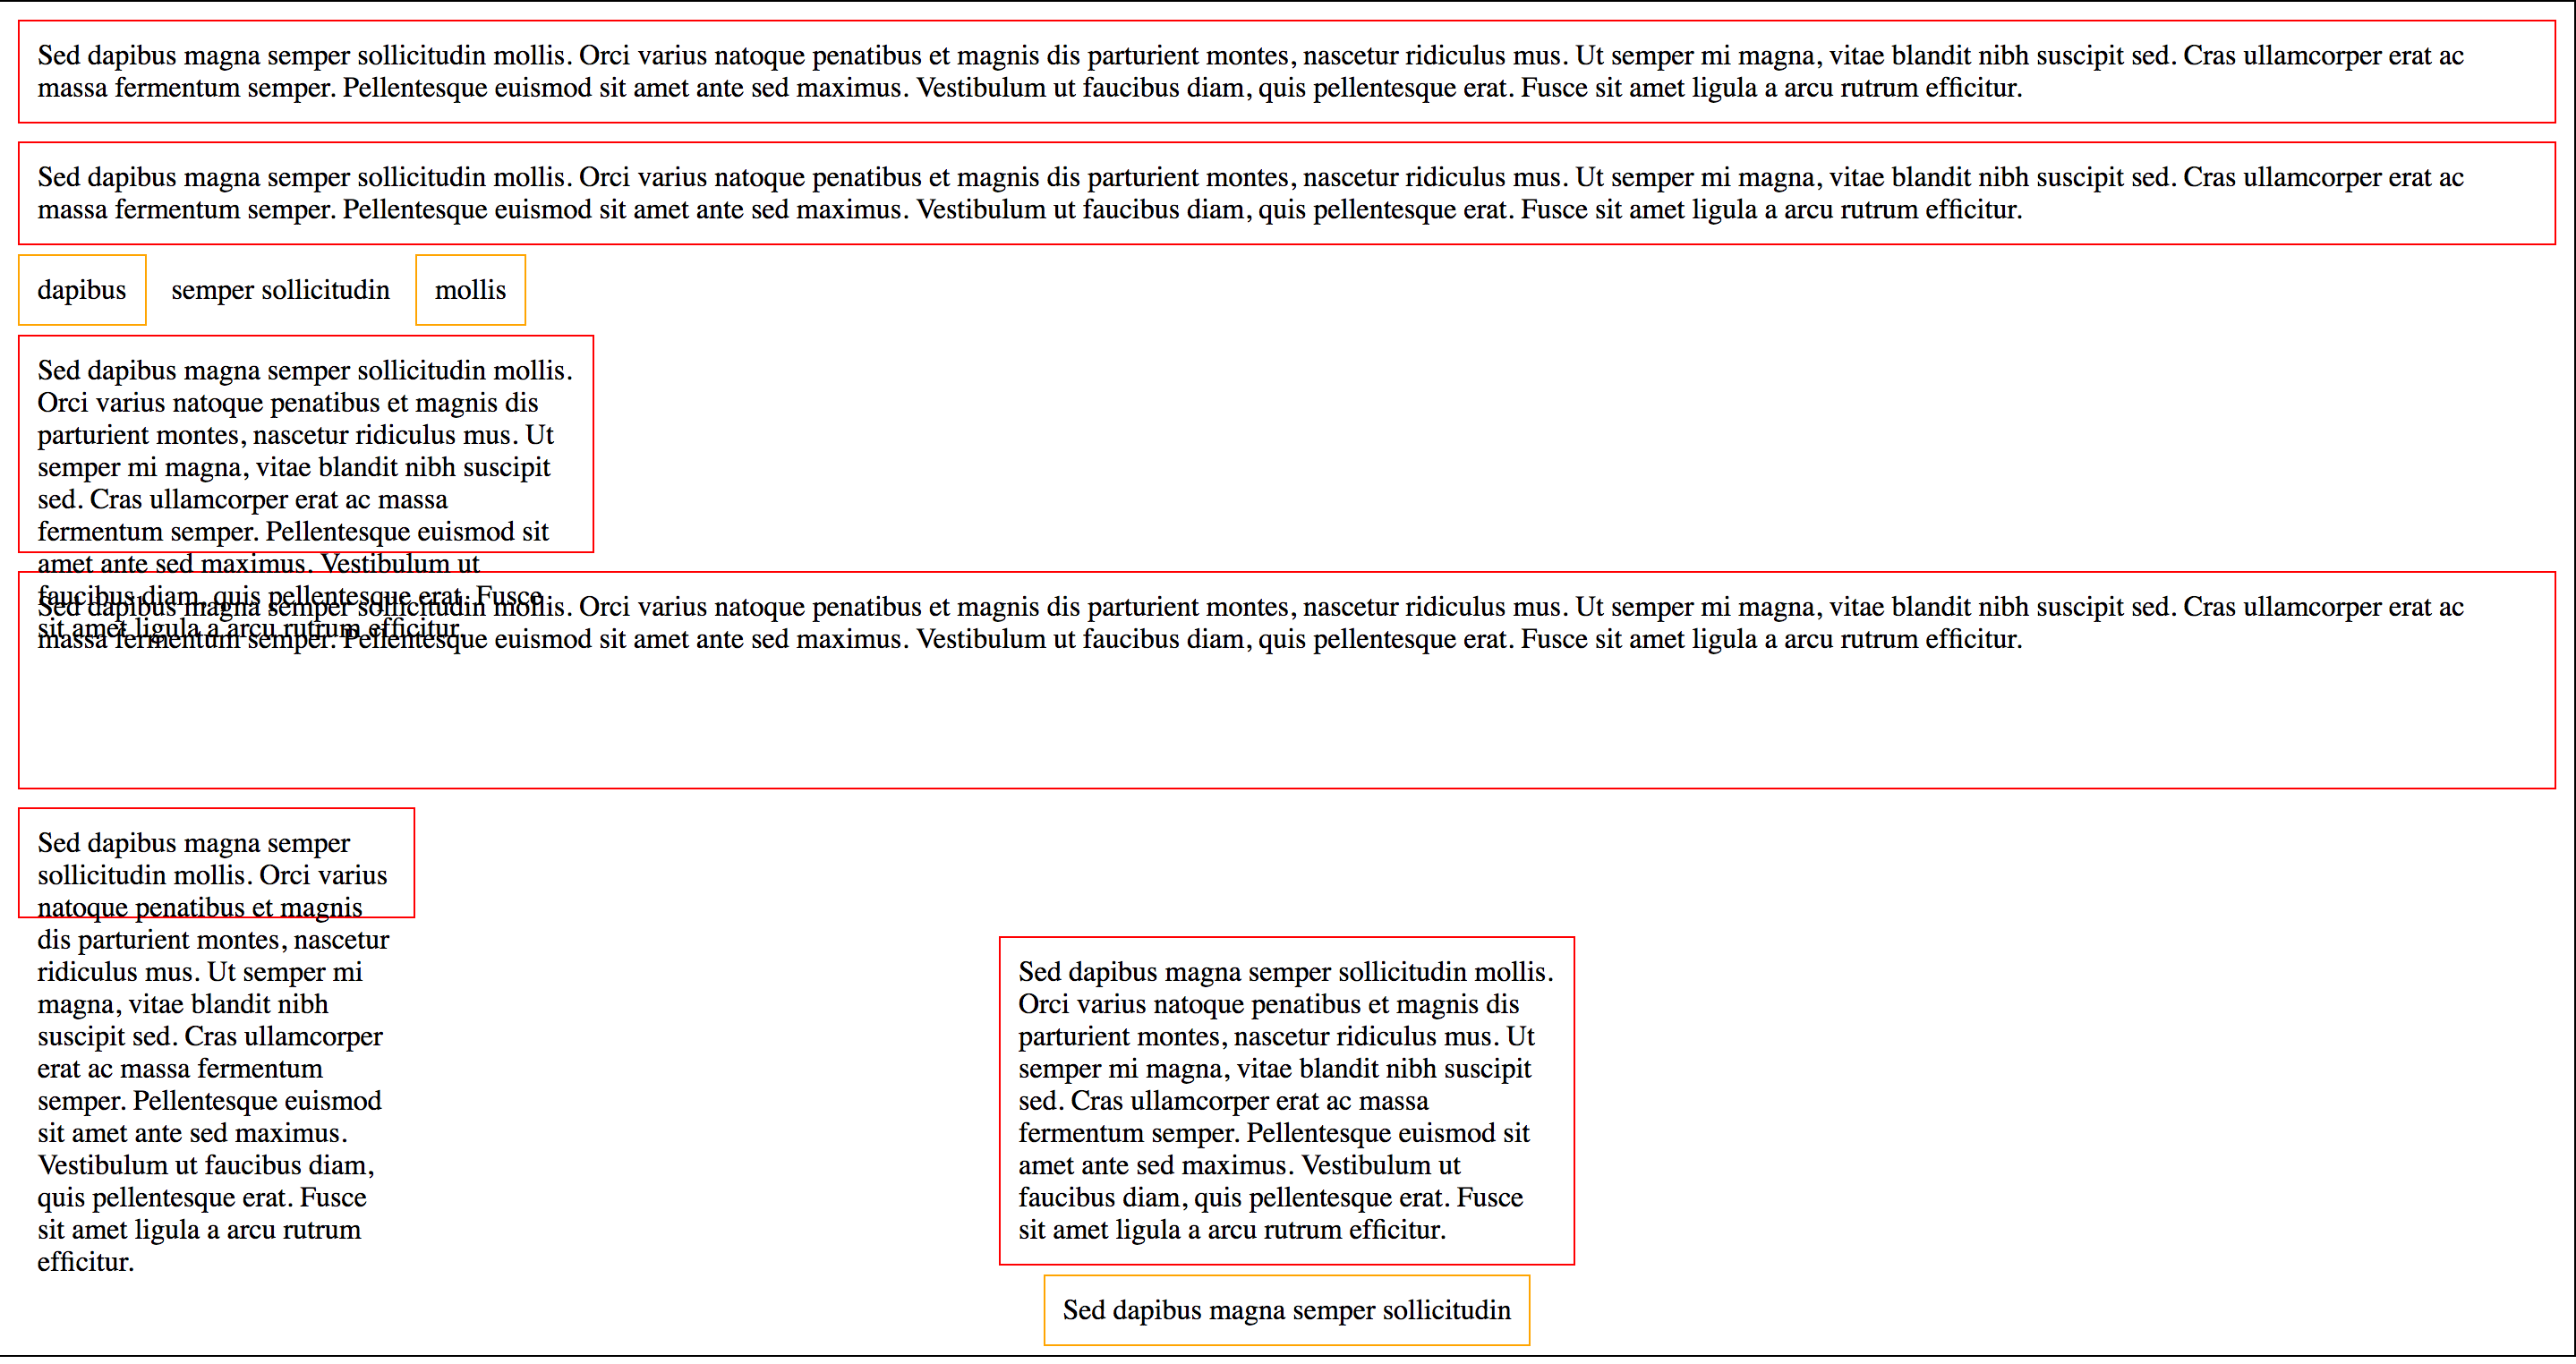 Sed dapibus magna semper sollicitudin mollis. Orci varius natoque penatibus et magnis dis parturient montes, nascetur ridiculus mus. Ut semper mi magna, vitae blandit nibh suscipit sed. Cras ullamcorper erat ac
massa fermentum semper. Pellentesque euismod sit amet ante sed maximus. Vestibulum ut faucibus diam, quis pellentesque erat. Fusce sit amet ligula a arcu rutrum efficitur.
Sed dapibus magna semper sollicitudin mollis. Orci varius natoque penatibus et magnis dis parturient montes, nascetur ridiculus mus. Ut semper mi magna, vitae blandit nibh suscipit sed. Cras ullamcorper erat ac
massa fermentum semper. Pellentesque euismod sit amet ante sed maximus. Vestibulum ut faucibus diam, quis pellentesque erat. Fusce sit amet ligula a arcu rutrum efficitur.
dapibus semper sollicitudin mollis
Sed dapibus magna semper sollicitudin mollis.
Orci varius natoque penatibus et magnis dis
parturient montes, nascetur ridiculus mus. Ut
semper mi magna, vitae blandit nibh suscipit
sed. Cras ullamcorper erat ac massa
fermentum semper. Pellentesque euismod sit
amet ante sed maximus. Vestibulum ut
faucibus diam, quis pellentesque erat. Fusce
sit amet ligula a arcu rutrum efficitur.
Sed dapibus magna semper sollicitudin mollis. Orci varius natoque penatibus et magnis dis parturient montes, nascetur ridiculus mus. Ut semper mi magna, vitae blandit nibh suscipit sed. Cras ullamcorper erat ac
massa fermentum semper. Pellentesque euismod sit amet ante sed maximus. Vestibulum ut faucibus diam, quis pellentesque erat. Fusce sit amet ligula a arcu rutrum efficitur.
Sed dapibus magna semper
sollicitudin mollis. Orci varius
natoque penatibus et magnis
dis parturient montes, nascetur
ridiculus mus. Ut semper mi
magna, vitae blandit nibh
suscipit sed. Cras ullamcorper
erat ac massa fermentum
semper. Pellentesque euismod
sit amet ante sed maximus.
Vestibulum ut faucibus diam,
quis pellentesque erat. Fusce
sit amet ligula a arcu rutrum
efficitur.
Sed dapibus magna semper sollicitudin mollis.
Orci varius natoque penatibus et magnis dis
parturient montes, nascetur ridiculus mus. Ut
semper mi magna, vitae blandit nibh suscipit
sed. Cras ullamcorper erat ac massa
fermentum semper. Pellentesque euismod sit
amet ante sed maximus. Vestibulum ut
faucibus diam, quis pellentesque erat. Fusce
sit amet ligula a arcu rutrum efficitur.
Sed dapibus magna semper sollicitudin